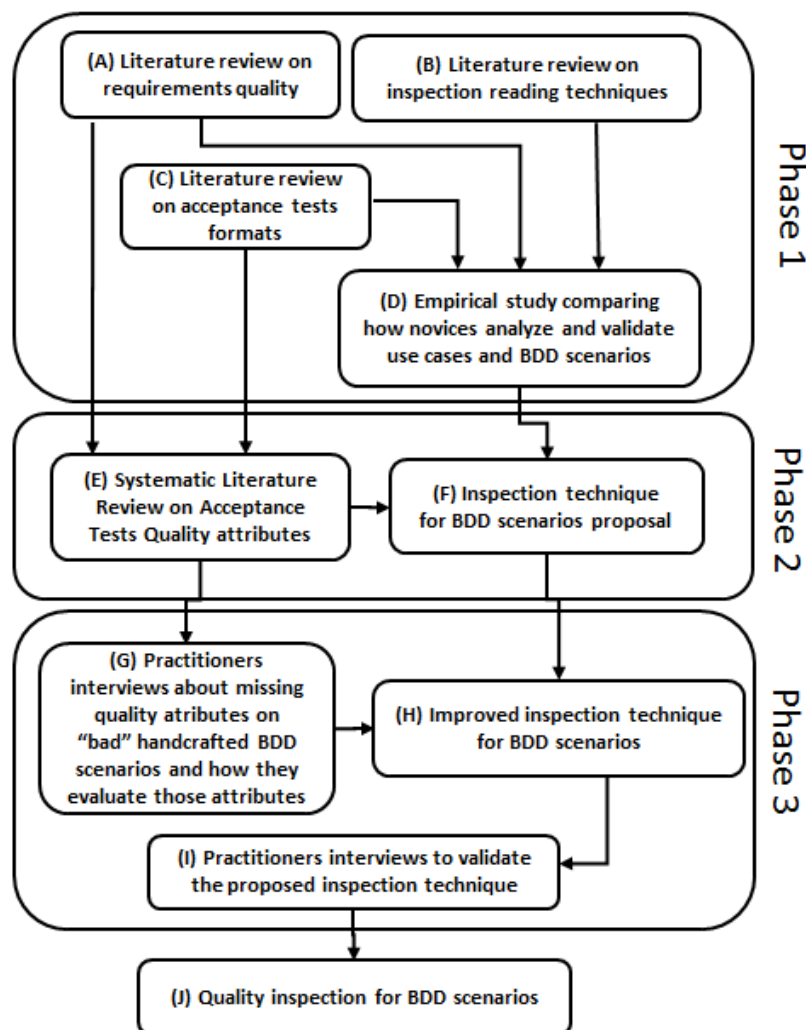 (A) Literature review on
requirements quality
(B) Literature review on
inspection reading techniques
(C) Literature review
on acceptance tests
formats
(D) Empirical study comparing
how novices analyze and validate
use cases and BDD scenarios
Phase 1
(E) Systematic Literature
Review on Acceptance
Tests Quality attributes
(F) Inspection technique
for BDD scenarios proposal
Phase 2
(G) Practitioners
interviews about missing
quality atributes on
“bad” handcrafted BDD
scenarios and how they
evaluate those attributes
(H) Improved inspection technique
for BDD scenarios
(I) Practitioners interviews to validate
the proposed inspection technique
Phase 3
(J) Quality inspection for BDD scenarios